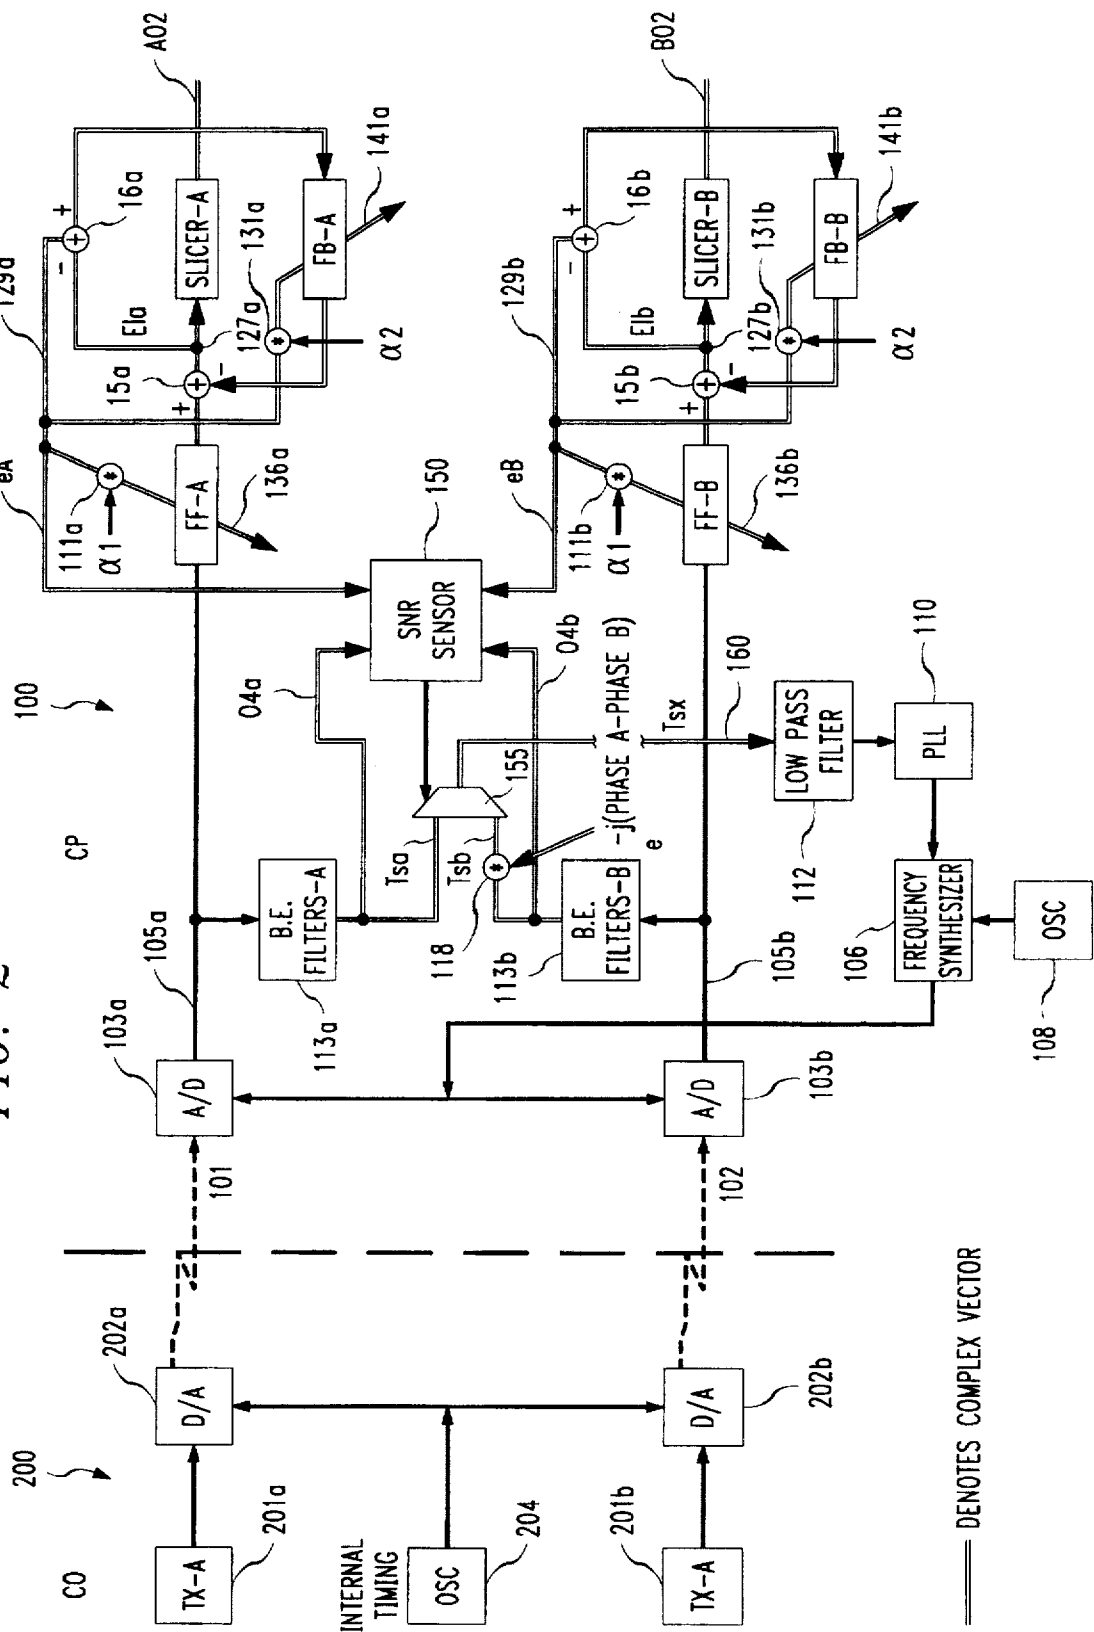 FIG. 2
CO
200
CP
100
TX-A
201a
D/A
202a
101
A/D
103a
105a
B.E.
FILTERS-A
113a
04a
Tsa
Tsb
155
118
SNR
SENSOR
150
eA
129a
111a
α1
FF-A
136a
+
15a
-
EIa
127a
SLICER-A
- +
16a
131a
FB-A
141a
α2
A02
INTERNAL
TIMING
OSC
204
TX-A
201b
D/A
202b
102
A/D
103b
105b
B.E.
FILTERS-B
113b
04b
e -j(PHASE A-PHASE B)
Tsx
160
LOW PASS
FILTER
112
PLL
110
FREQUENCY
SYNTHESIZER
106
OSC
108
eB
129b
111b
α1
FF-B
136b
+
15b
-
EIb
127b
SLICER-B
- +
16b
131b
FB-B
141b
α2
B02
DENOTES COMPLEX VECTOR